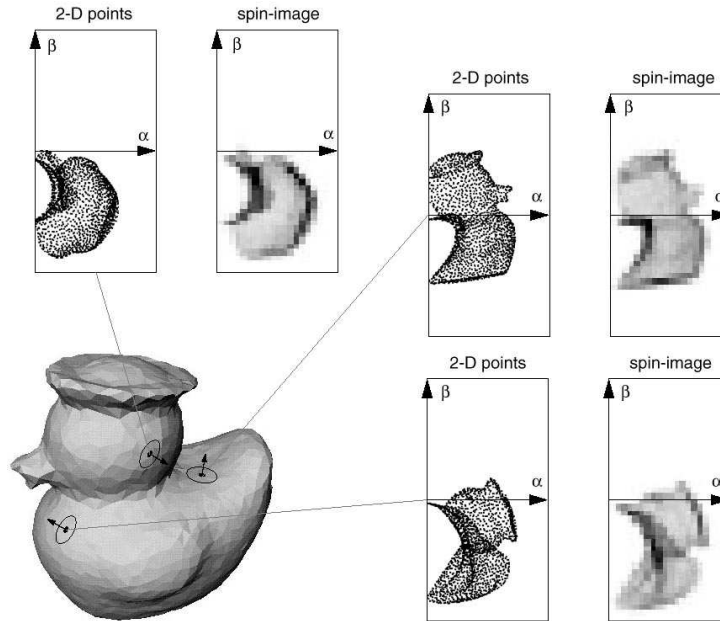 2-D points
spin-image
β
α
2-D points
spin-image
β
α
β
α
2-D points
spin-image
β
α
β
α